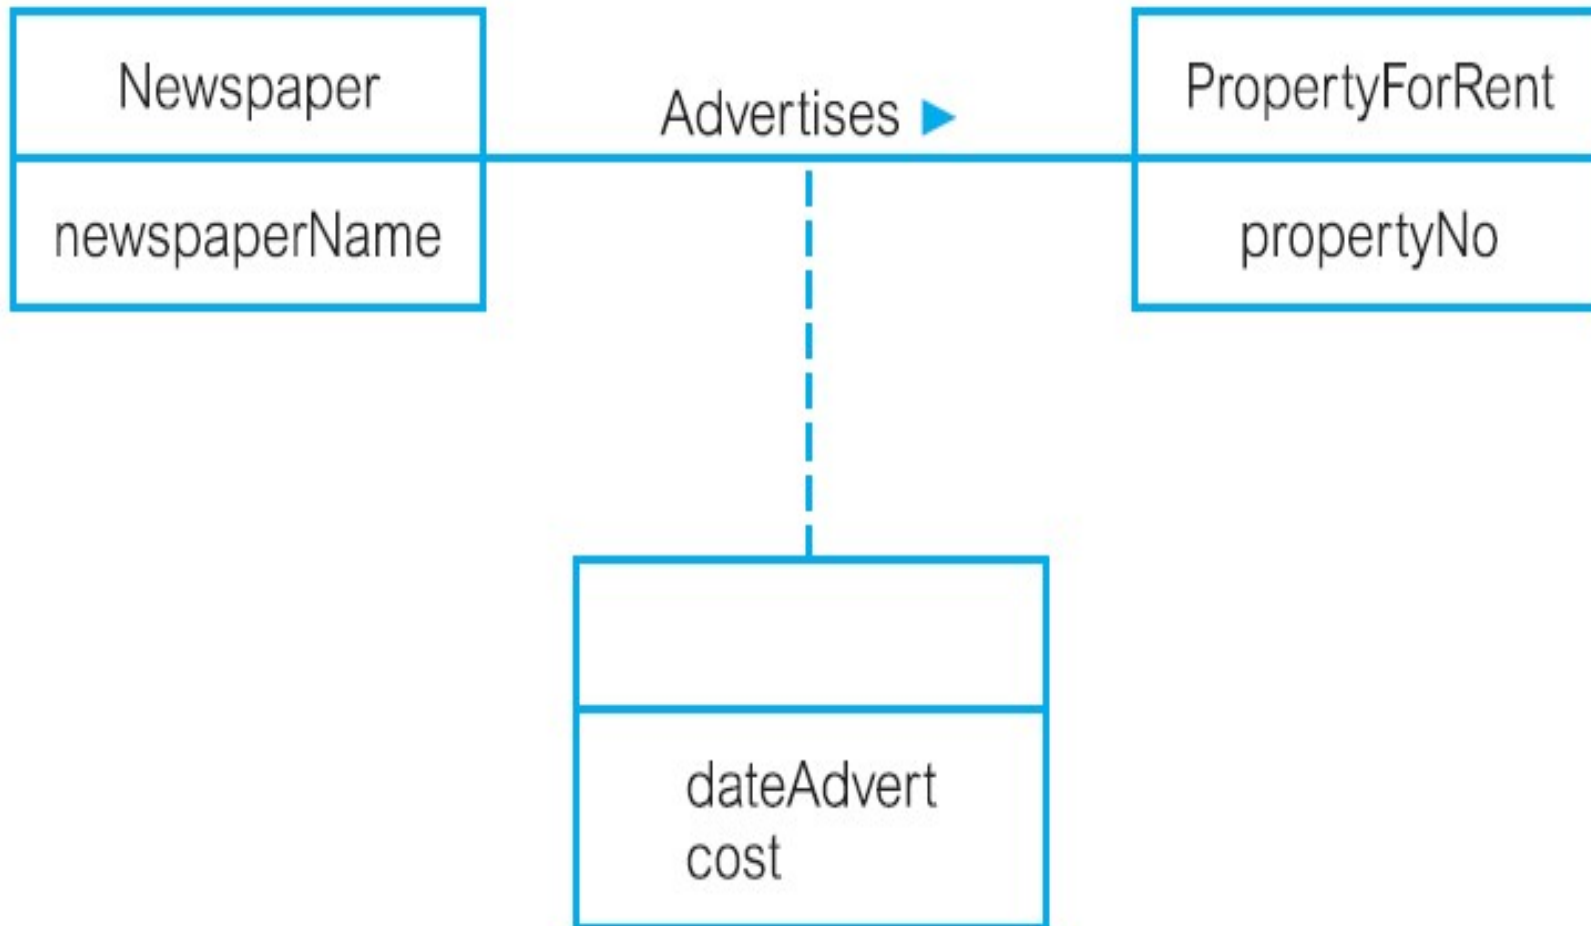 Newspaper
newspaperName
Advertises ►
PropertyForRent
propertyNo
dateAdvert
cost